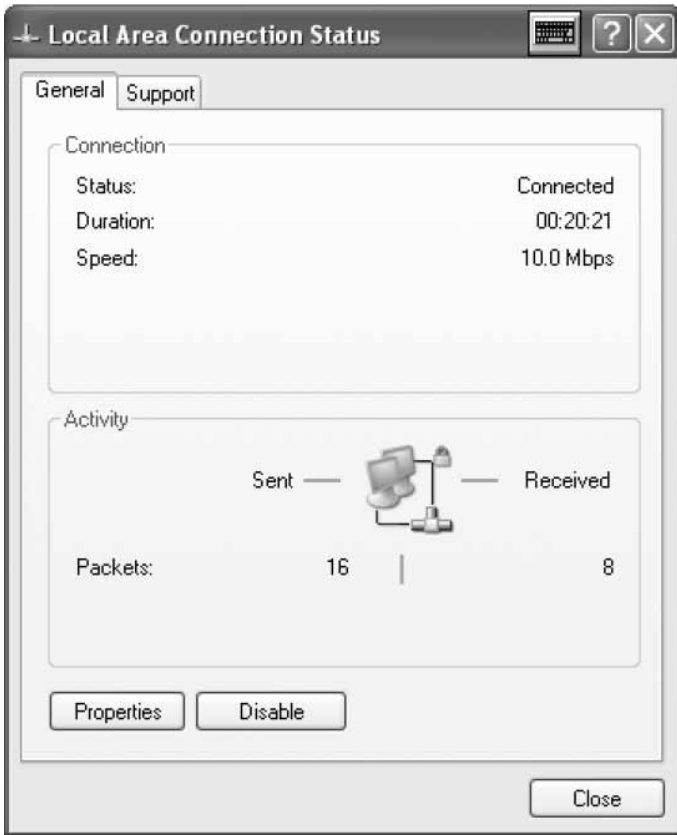 Local Area Connection Status
General Support
Connection
Status: Connected
Duration: 00:20:21
Speed: 10.0 Mbps
Activity
Sent Received
Packets: 16 8
Properties Disable
Close